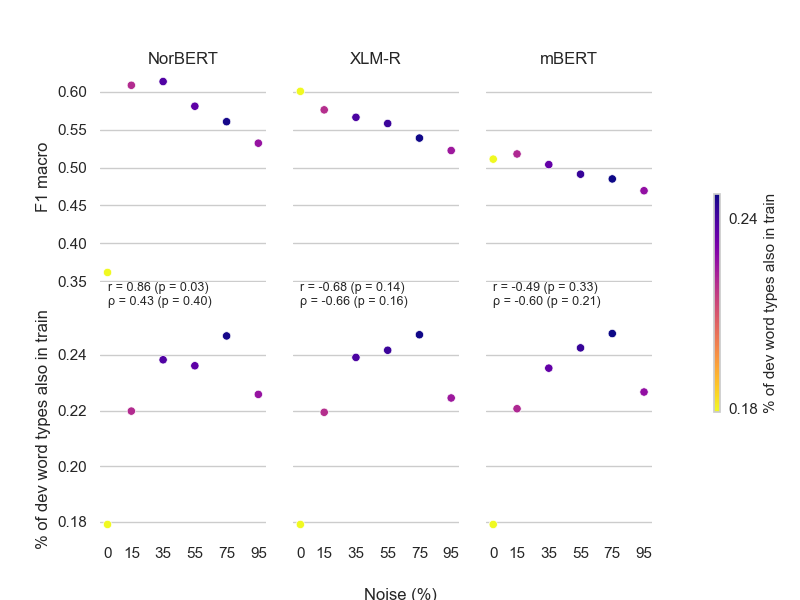 NorBERT XLM-R mBERT
F1 macro
0.60
0.55
0.50
0.45
0.40
0.35
r = 0.86 (p = 0.03)
ρ = 0.43 (p = 0.40)
r = -0.68 (p = 0.14)
ρ = -0.66 (p = 0.16)
r = -0.49 (p = 0.33)
ρ = -0.60 (p = 0.21)
% of dev word types also in train
0.24
0.22
0.20
0.18
0 15 35 55 75 95 0 15 35 55 75 95 0 15 35 55 75 95
Noise (%)
0.24
0.18
% of dev word types also in train